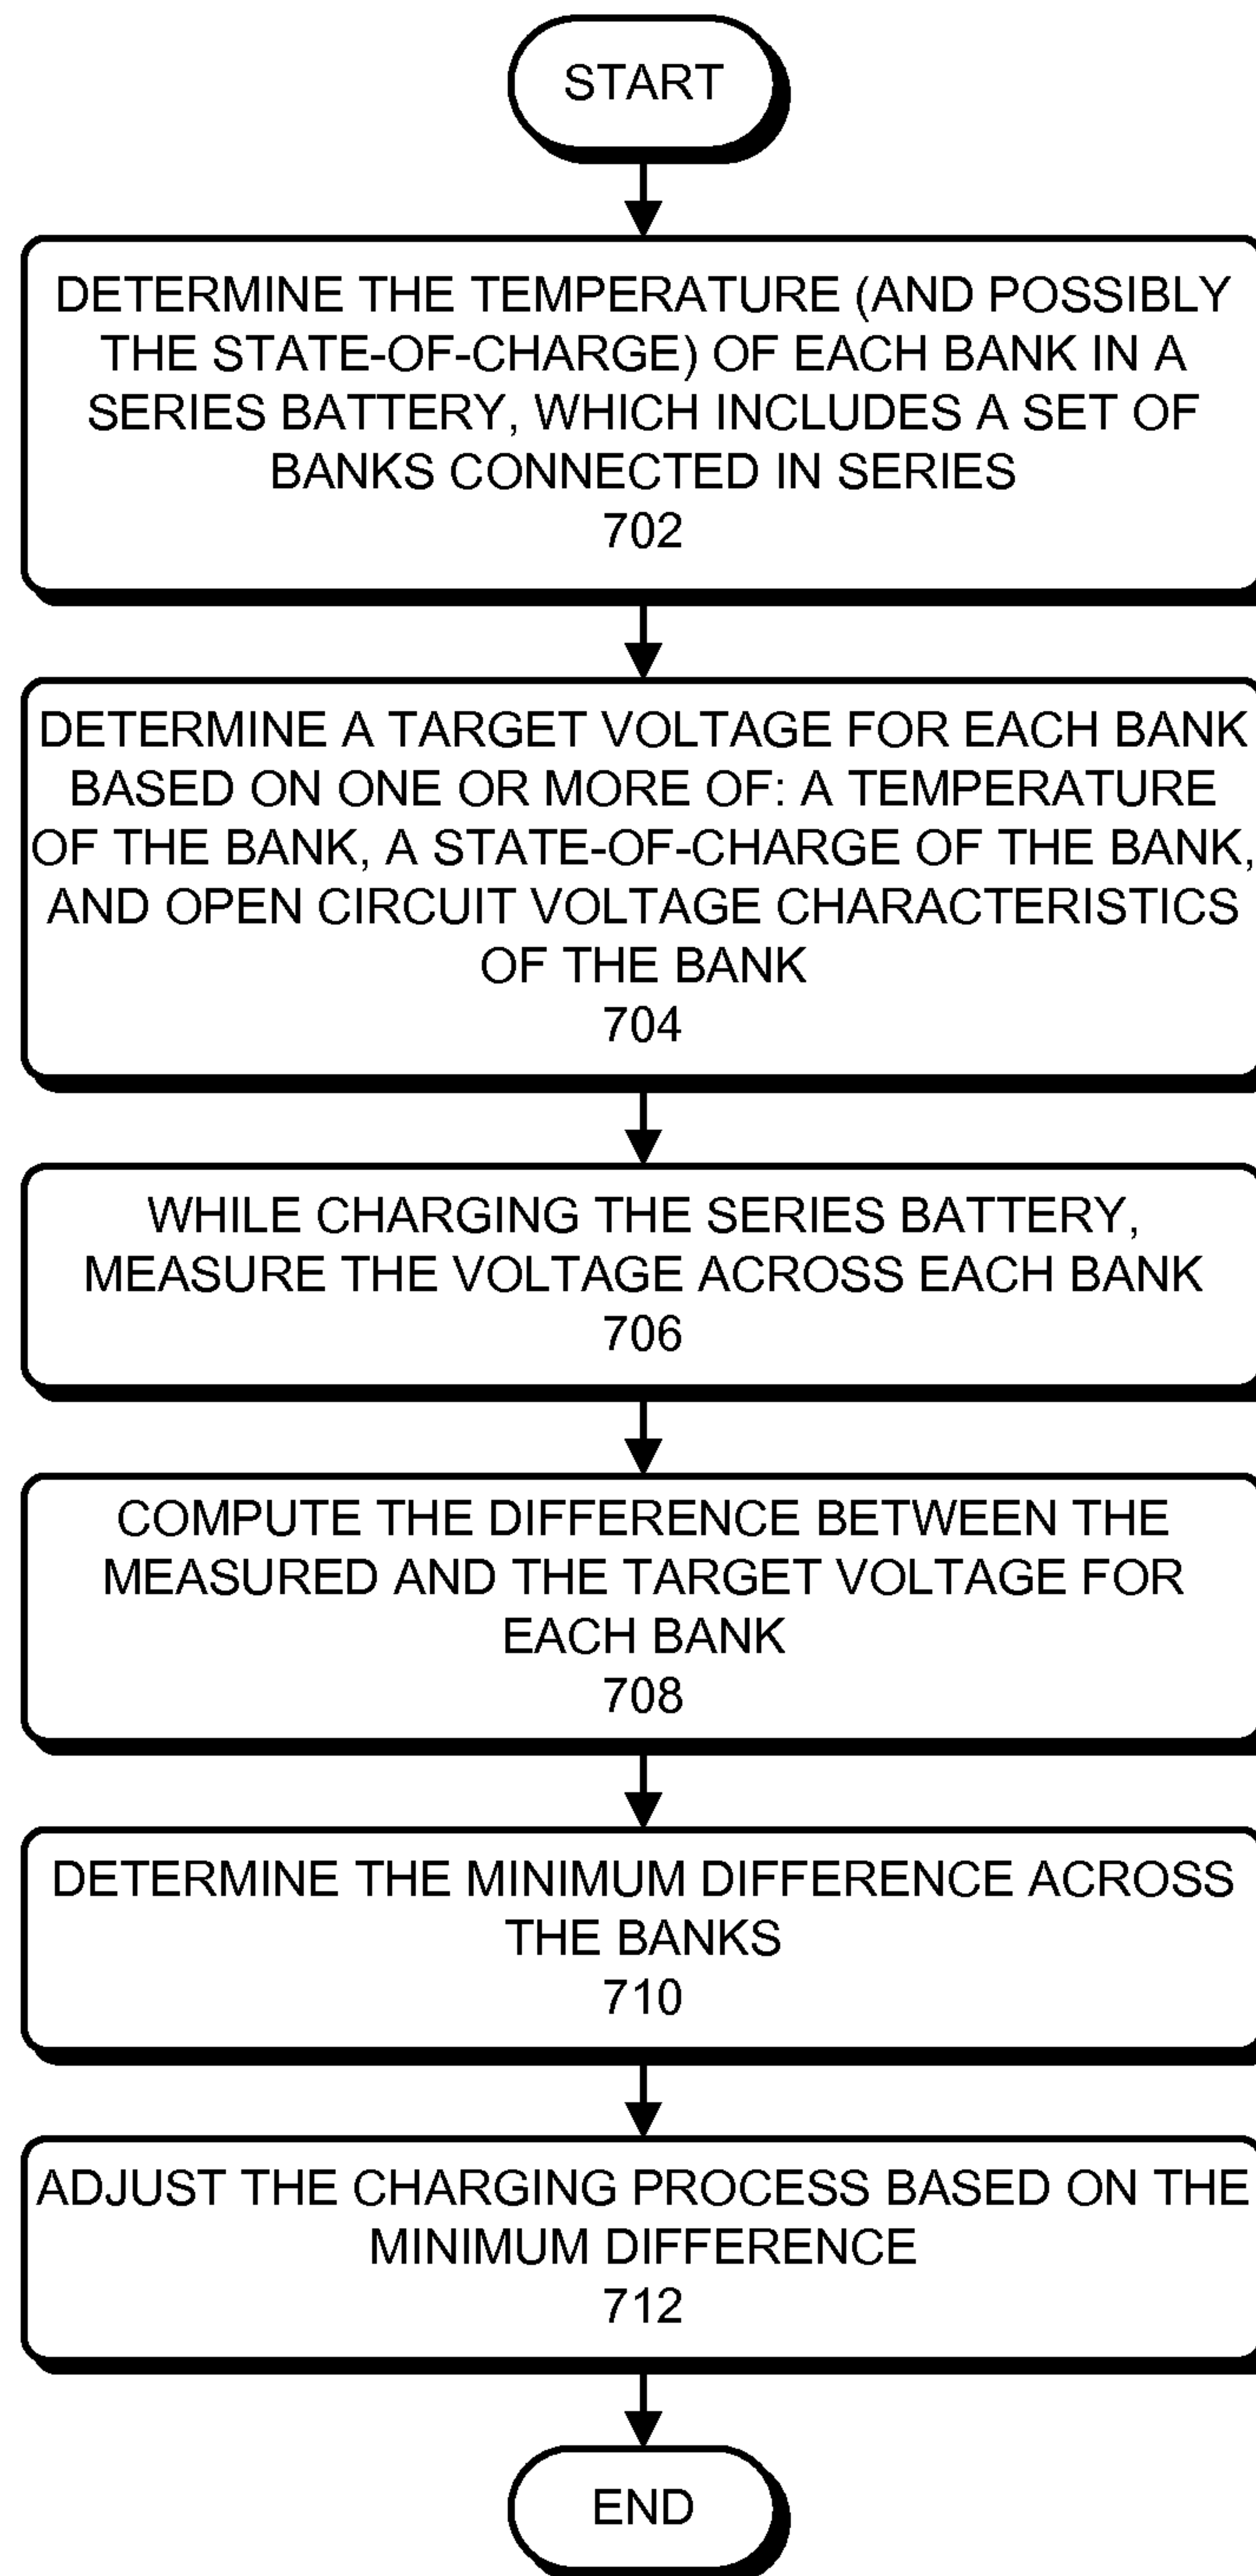 START
DETERMINE THE TEMPERATURE (AND POSSIBLY
THE STATE-OF-CHARGE) OF EACH BANK IN A
SERIES BATTERY, WHICH INCLUDES A SET OF
BANKS CONNECTED IN SERIES
702
DETERMINE A TARGET VOLTAGE FOR EACH BANK
BASED ON ONE OR MORE OF: A TEMPERATURE
OF THE BANK, A STATE-OF-CHARGE OF THE BANK,
AND OPEN CIRCUIT VOLTAGE CHARACTERISTICS
OF THE BANK
704
WHILE CHARGING THE SERIES BATTERY,
MEASURE THE VOLTAGE ACROSS EACH BANK
706
COMPUTE THE DIFFERENCE BETWEEN THE
MEASURED AND THE TARGET VOLTAGE FOR
EACH BANK
708
DETERMINE THE MINIMUM DIFFERENCE ACROSS
THE BANKS
710
ADJUST THE CHARGING PROCESS BASED ON THE
MINIMUM DIFFERENCE
712
END